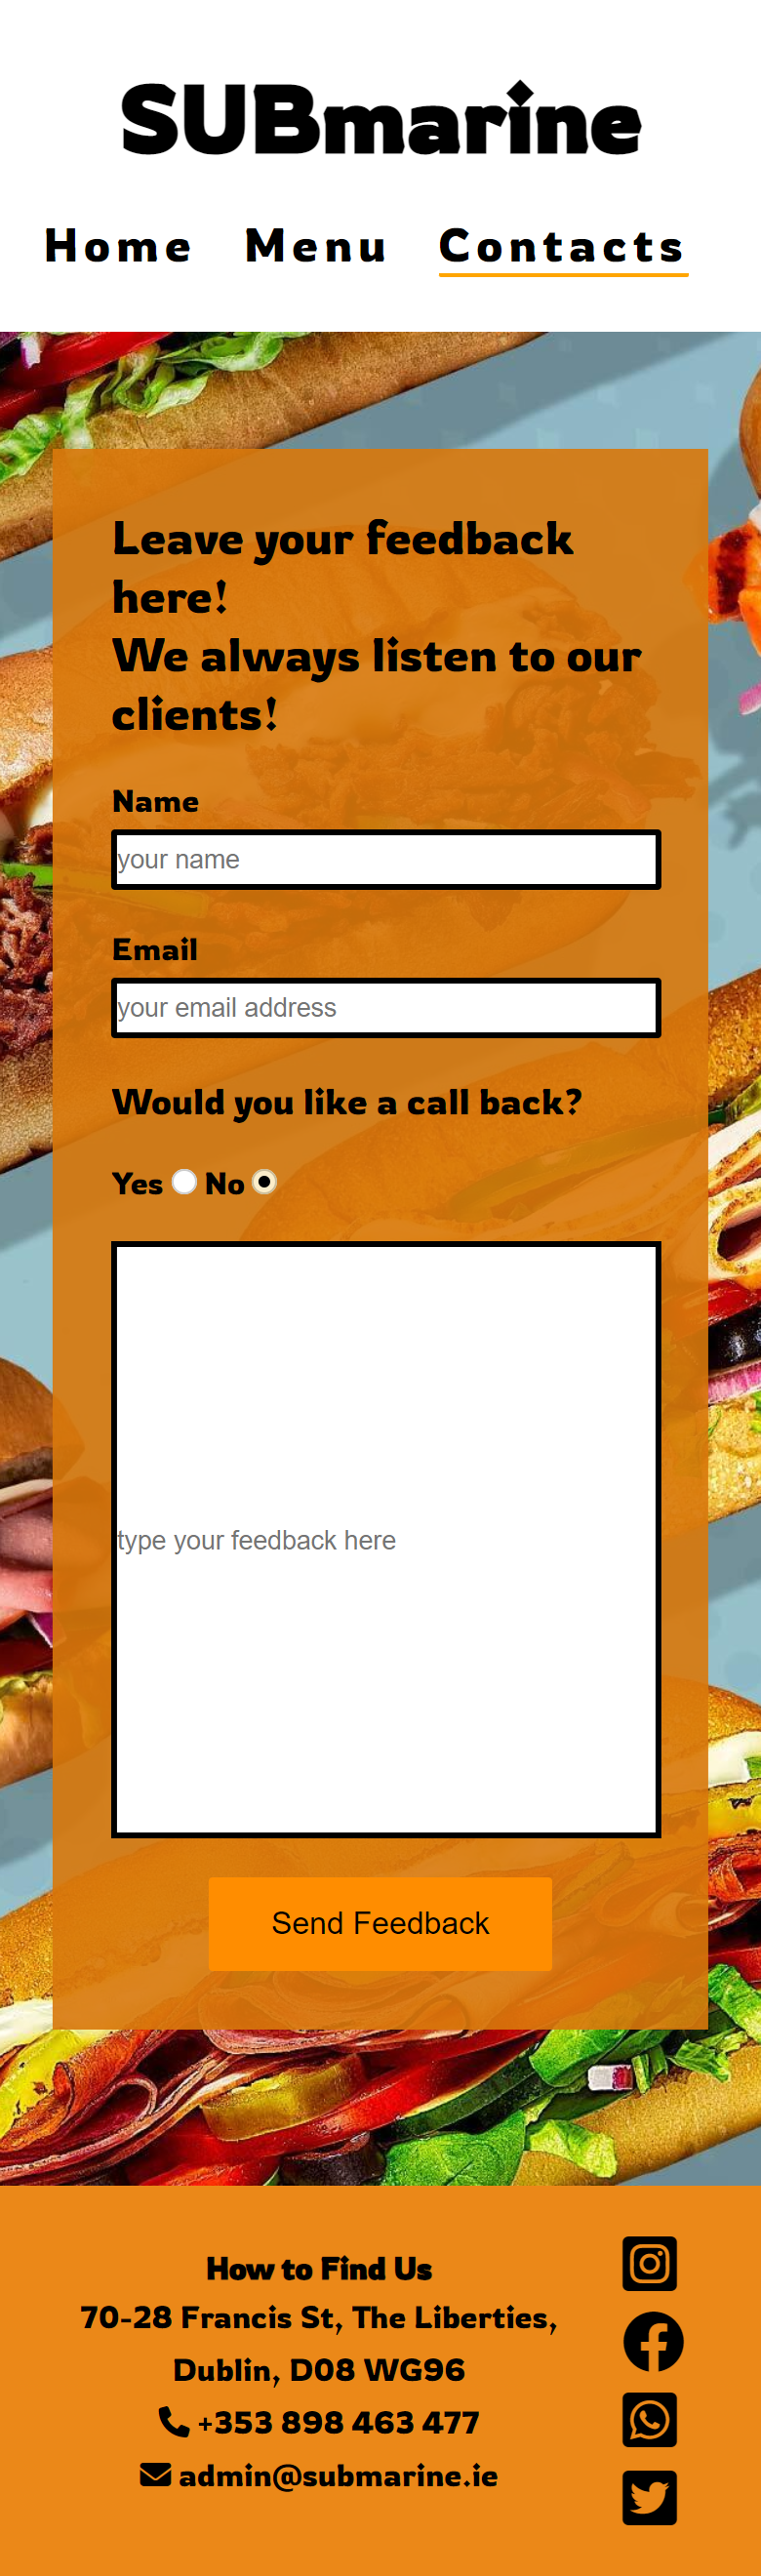 SUBmarine
Home Menu Contacts
Leave your feedback
here!
We always listen to our
clients!
Name
your name
Email
your email address
Would you like a call back?
Yes No
type your feedback here
Send Feedback
How to Find Us
70-28 Francis St, The Liberties,
Dublin, D08 WG96
+353 898 463 477
admin@submarine.ie